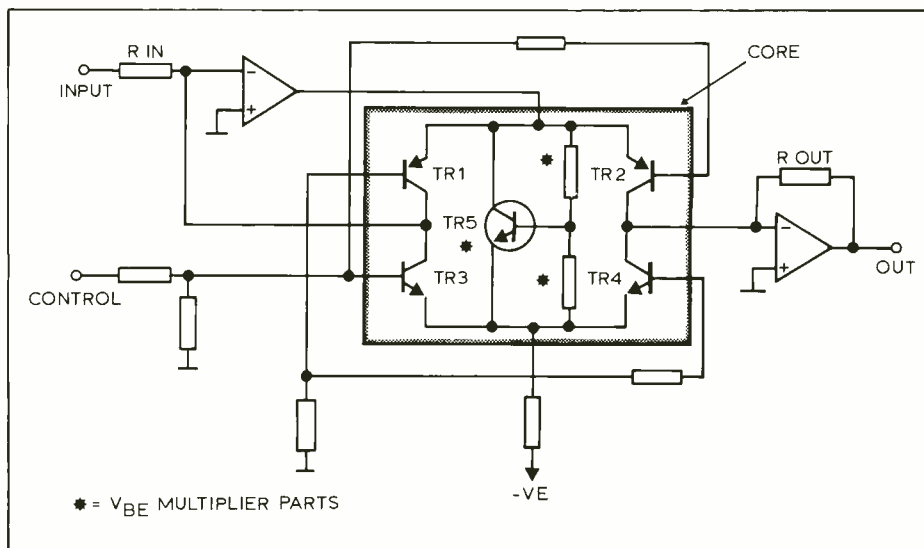 R IN
CORE
INPUT
-
+
R OUT
TR1
✱
TR2
TR5
✱
-
+
OUT
CONTROL
TR3
✱
TR4
-VE
✱ = VBE MULTIPLIER PARTS